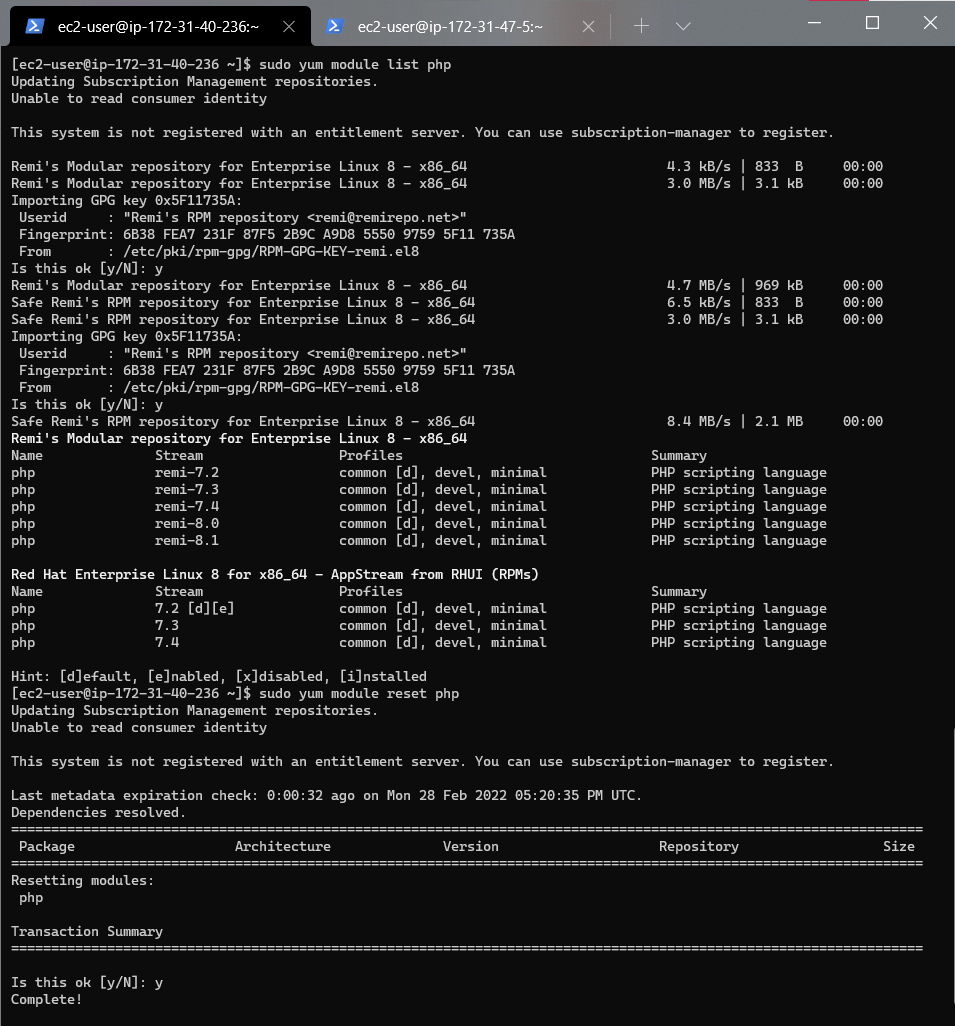 ec2-user@ip-172-31-40-236:~
ec2-user@ip-172-31-47-5:~
[ec2-user@ip-172-31-40-236 ~]$ sudo yum module list php
Updating Subscription Management repositories.
Unable to read consumer identity
This system is not registered with an entitlement server. You can use subscription-manager to register.
Remi's Modular repository for Enterprise Linux 8 - x86_64 4.3 kB/s | 833 B 00:00
Remi's Modular repository for Enterprise Linux 8 - x86_64 3.0 MB/s | 3.1 kB 00:00
Importing GPG key 0x5F11735A:
Userid : "Remi's RPM repository <remi@remirepo.net>"
Fingerprint: 6B38 FEA7 231F 87F5 2B9C A9D8 5550 9759 5F11 735A
From : /etc/pki/rpm-gpg/RPM-GPG-KEY-remi.el8
Is this ok [y/N]: y
Remi's Modular repository for Enterprise Linux 8 - x86_64 4.7 MB/s | 969 kB 00:00
Safe Remi's RPM repository for Enterprise Linux 8 - x86_64 6.5 kB/s | 833 B 00:00
Safe Remi's RPM repository for Enterprise Linux 8 - x86_64 3.0 MB/s | 3.1 kB 00:00
Importing GPG key 0x5F11735A:
Userid : "Remi's RPM repository <remi@remirepo.net>"
Fingerprint: 6B38 FEA7 231F 87F5 2B9C A9D8 5550 9759 5F11 735A
From : /etc/pki/rpm-gpg/RPM-GPG-KEY-remi.el8
Is this ok [y/N]: y
Safe Remi's RPM repository for Enterprise Linux 8 - x86_64 8.4 MB/s | 2.1 MB 00:00
Remi's Modular repository for Enterprise Linux 8 - x86_64
Name Stream Profiles Summary
php remi-7.2 common [d], devel, minimal PHP scripting language
php remi-7.3 common [d], devel, minimal PHP scripting language
php remi-7.4 common [d], devel, minimal PHP scripting language
php remi-8.0 common [d], devel, minimal PHP scripting language
php remi-8.1 common [d], devel, minimal PHP scripting language
Red Hat Enterprise Linux 8 for x86_64 - AppStream from RHUI (RPMs)
Name Stream Profiles Summary
php 7.2 [d][e] common [d], devel, minimal PHP scripting language
php 7.3 common [d], devel, minimal PHP scripting language
php 7.4 common [d], devel, minimal PHP scripting language
Hint: [d]efault, [e]nabled, [x]disabled, [i]nstalled
[ec2-user@ip-172-31-40-236 ~]$ sudo yum module reset php
Updating Subscription Management repositories.
Unable to read consumer identity
This system is not registered with an entitlement server. You can use subscription-manager to register.
Last metadata expiration check: 0:00:32 ago on Mon 28 Feb 2022 05:20:35 PM UTC.
Dependencies resolved.
==================================================================================================================
Package Architecture Version Repository Size
==================================================================================================================
Resetting modules:
php
Transaction Summary
==================================================================================================================
Is this ok [y/N]: y
Complete!